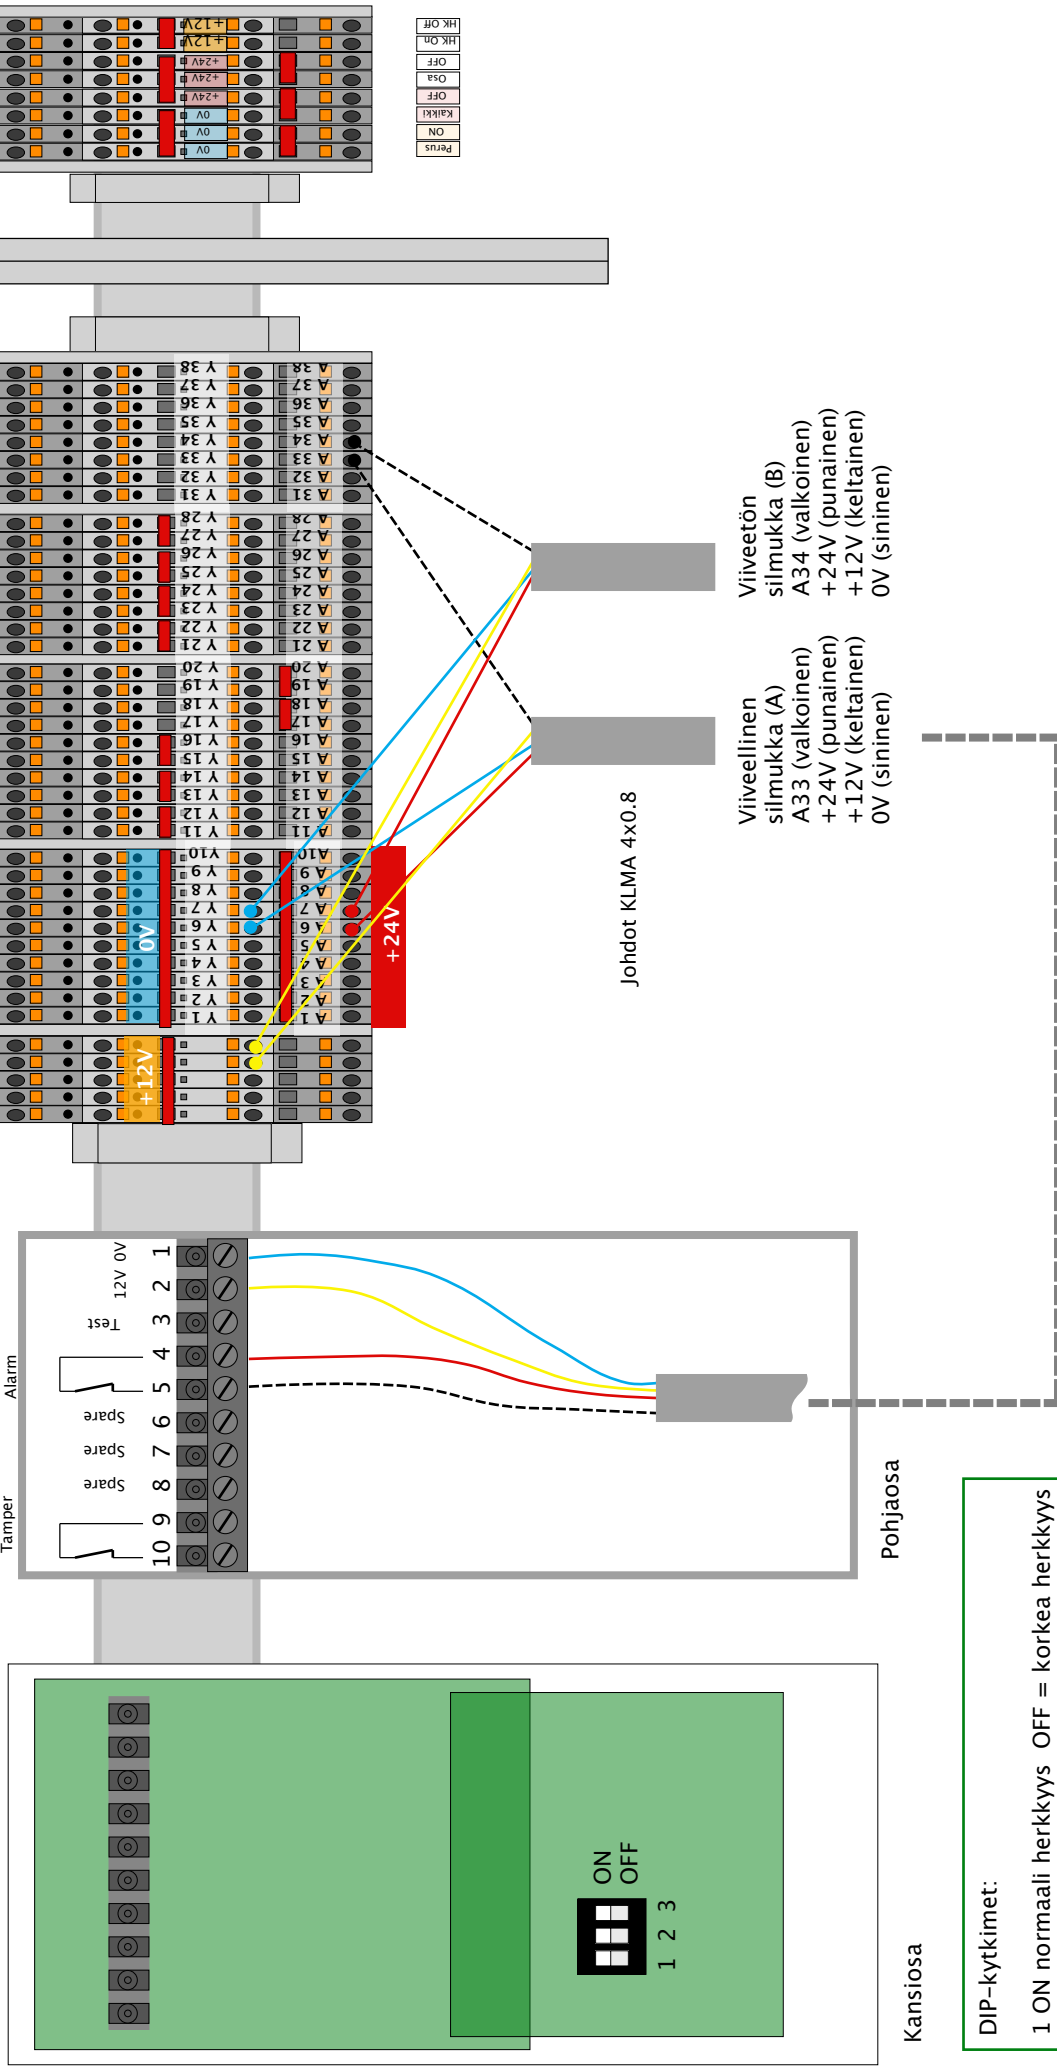 HK Off
HK On
OFF
Osa
OFF
Kaikki
ON
Perus
+12V
+12V
+24V
+24V
+24V
0V
0V
0V
Y 38
Y 37
Y 36
Y 35
Y 34
Y 33
Y 32
Y 31
Y 28
Y 27
Y 26
Y 25
Y 24
Y 23
Y 22
Y 21
Y 20
Y 19
Y 18
Y 17
Y 16
Y 15
Y 14
Y 13
Y 12
Y 11
Y10
Y 9
Y 8
Y 7
Y 6
Y 5
Y 4
Y 3
Y 2
Y 1
A 38
A 37
A 36
A 35
A 34
A 33
A 32
A 31
A 28
A 27
A 26
A 25
A 24
A 23
A 22
A 21
A 20
A 19
A 18
A 17
A 16
A 15
A 14
A 13
A 12
A 11
A10
A 9
A 8
A 7
A 6
A 5
A 4
A 3
A 2
A 1
+12V
0V
+24V
Viiveetön
silmukka (B)
A34 (valkoinen)
+24V (punainen)
+12V (keltainen)
0V (sininen)
Viiveellinen
silmukka (A)
A33 (valkoinen)
+24V (punainen)
+12V (keltainen)
0V (sininen)
Johdot KLMA 4x0.8
Tamper
Alarm
Spare
Spare
Spare
Test
12V 0V
10 9 8 7 6 5 4 3 2 1
Pohjaosa
ON
OFF
1 2 3
Kansiosa
DIP-kytkimet:
1 ON normaali herkkyys OFF = korkea herkkyys